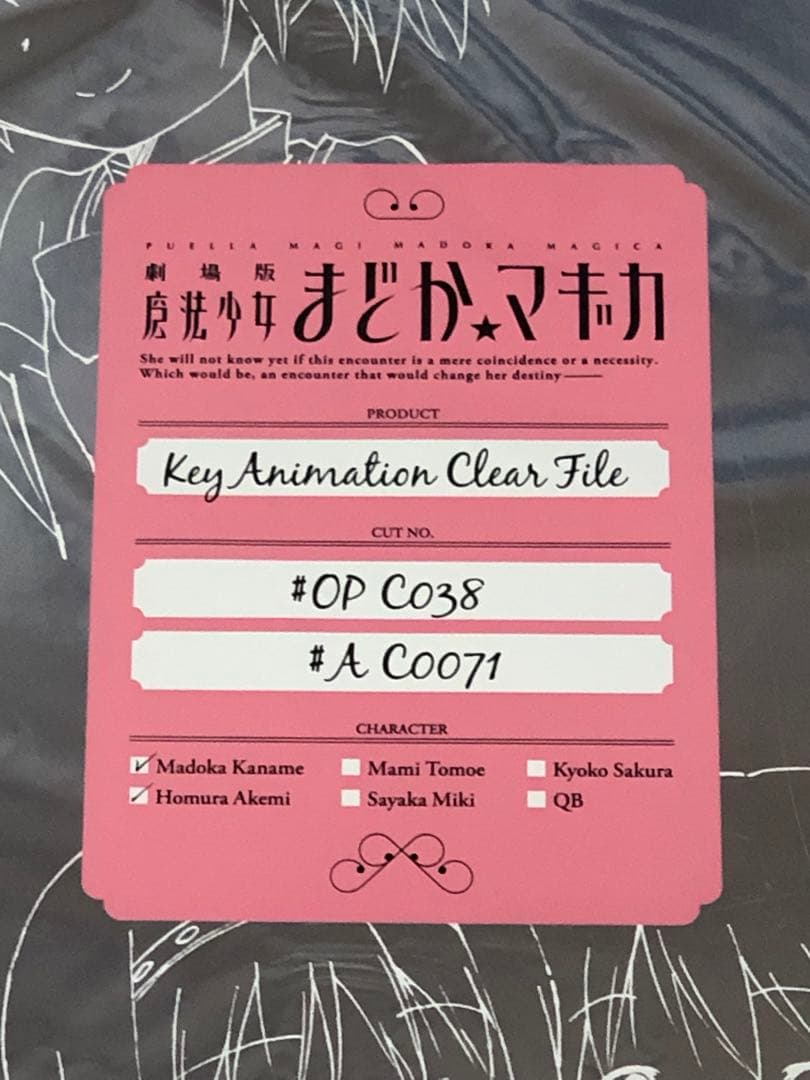 PUELLA MAGI MADOKA MAGICA
劇場版
魔法少女まどか★マギカ
She will not know yet if this encounter is a mere coincidence or a necessity.
Which would be, an encounter that would change her destiny——
PRODUCT
Key Animation Clear File
CUT NO.
#OP C038
#A C0071
CHARACTER
Madoka Kaname Mami Tomoe Kyoko Sakura
Homura Akemi Sayaka Miki QB